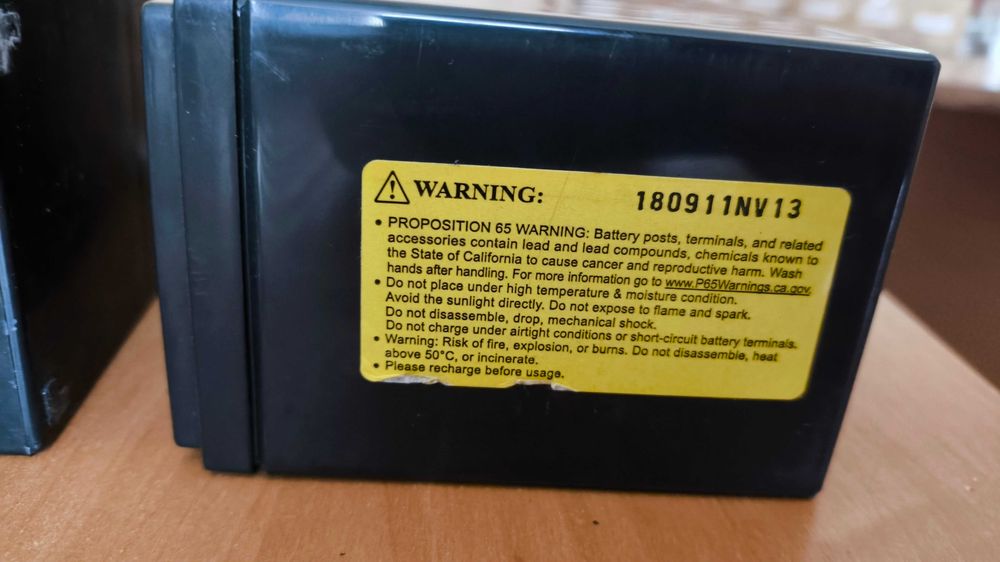 WARNING: 180911NV13
• PROPOSITION 65 WARNING: Battery posts, terminals, and related
accessories contain lead and lead compounds, chemicals known to
the State of California to cause cancer and reproductive harm. Wash
hands after handling. For more information go to www.P65Warnings.ca.gov.
• Do not place under high temperature & moisture condition.
Avoid the sunlight directly. Do not expose to flame and spark.
Do not disassemble, drop, mechanical shock.
Do not charge under airtight conditions or short-circuit battery terminals.
• Warning: Risk of fire, explosion, or burns. Do not disassemble, heat
above 50°C, or incinerate.
• Please recharge before usage.